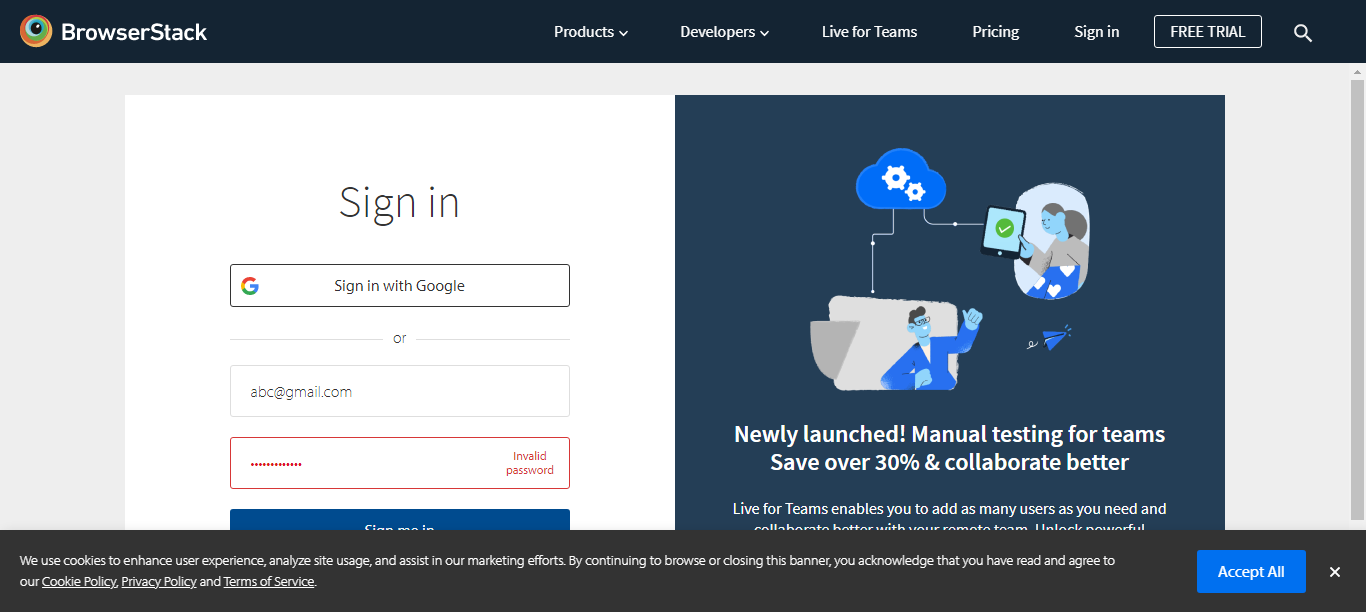 BrowserStack
Products
Developers
Live for Teams
Pricing
Sign in
FREE TRIAL
Sign in
Sign in with Google
or
abc@gmail.com
•••••••••••••
Invalid
password
Sign me in
Newly launched! Manual testing for teams
Save over 30% & collaborate better
Live for Teams enables you to add as many users as you need and
collaborate better with your remote team. Unlock powerful
We use cookies to enhance user experience, analyze site usage, and assist in our marketing efforts. By continuing to browse or closing this banner, you acknowledge that you have read and agree to
our Cookie Policy, Privacy Policy and Terms of Service.
Accept All